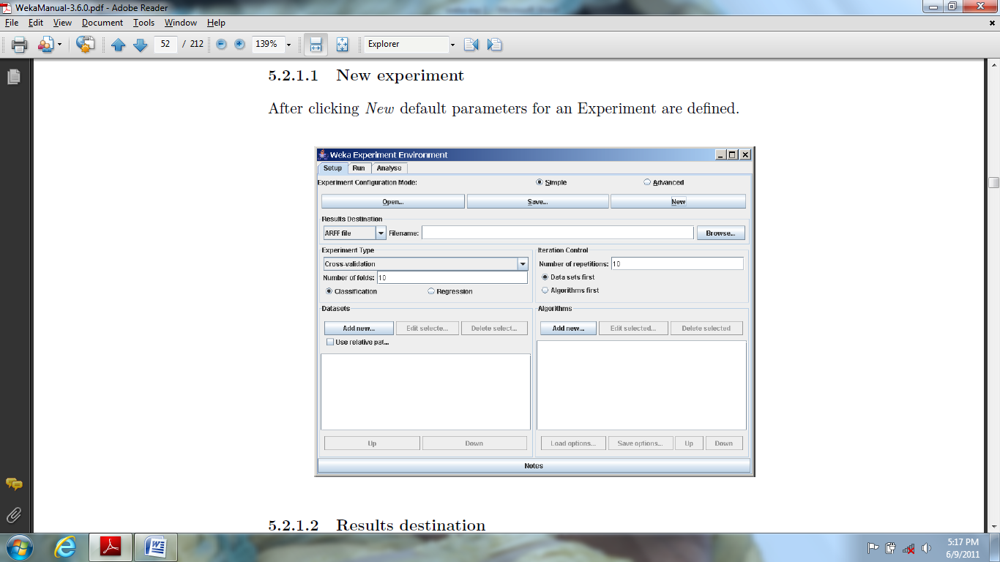 WekaManual-3.6.0.pdf - Adobe Reader
File Edit View Document Tools Window Help
52 / 212 139% Explorer
5.2.1.1 New experiment
After clicking New default parameters for an Experiment are defined.
Weka Experiment Environment
Setup Run Analyse
Experiment Configuration Mode: Simple Advanced
Open... Save... New
Results Destination
ARFF file Filename: Browse...
Experiment Type Iteration Control
Cross-validation Number of repetitions: 10
Number of folds: 10 Data sets first
Classification Regression Algorithms first
Datasets Algorithms
Add new... Edit selecte... Delete select... Add new... Edit selected... Delete selected
Use relative pat...
Up Down Load options... Save options... Up Down
Notes
5.2.1.2 Results destination
5:17 PM
6/9/2011